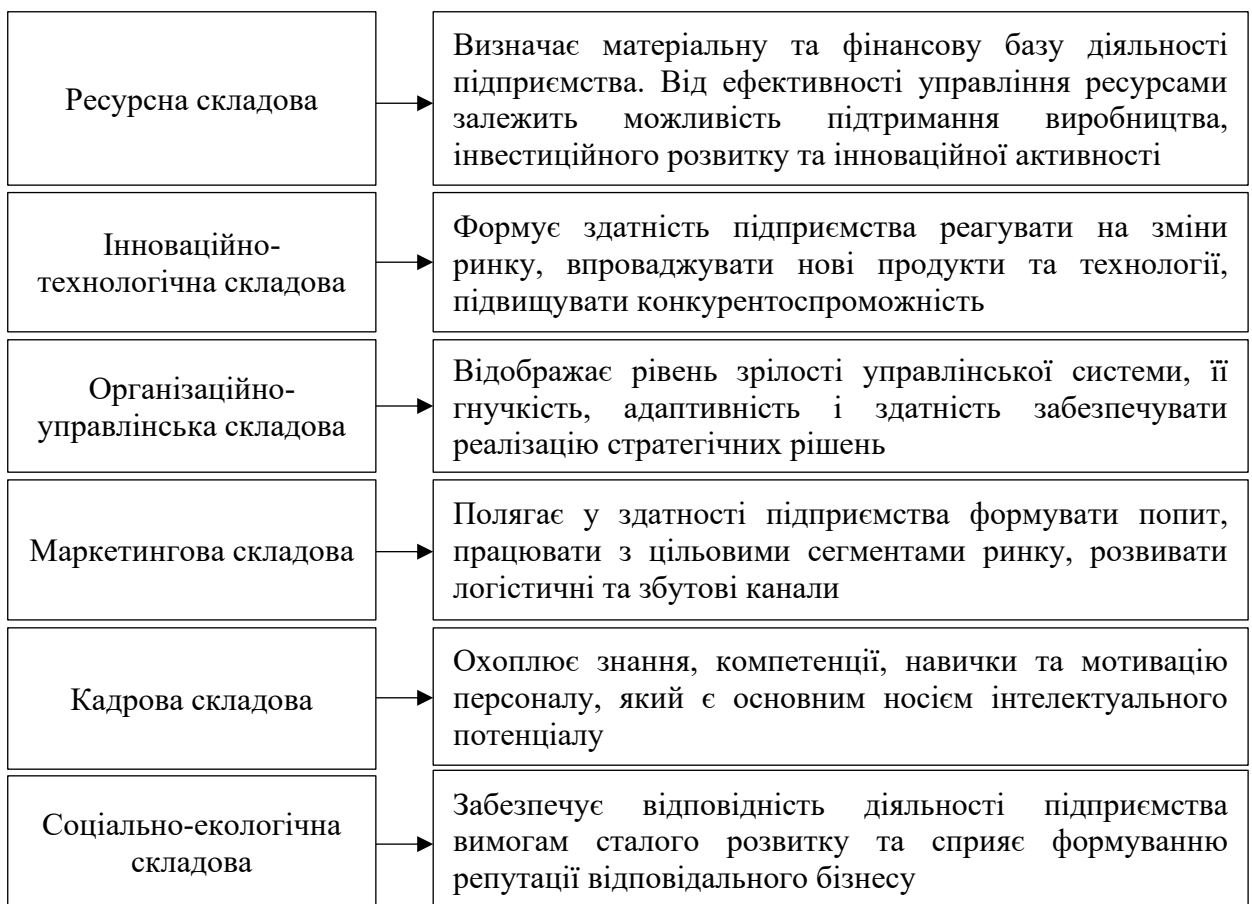 Ресурсна складова
Визначає матеріальну та фінансову базу діяльності
підприємства. Від ефективності управління ресурсами
залежить можливість підтримання виробництва,
інвестиційного розвитку та інноваційної активності
Інноваційно-
технологічна складова
Формує здатність підприємства реагувати на зміни
ринку, впроваджувати нові продукти та технології,
підвищувати конкурентоспроможність
Організаційно-
управлінська складова
Відображає рівень зрілості управлінської системи, її
гнучкість, адаптивність і здатність забезпечувати
реалізацію стратегічних рішень
Маркетингова складова
Полягає у здатності підприємства формувати попит,
працювати з цільовими сегментами ринку, розвивати
логістичні та збутові канали
Кадрова складова
Охоплює знання, компетенції, навички та мотивацію
персоналу, який є основним носієм інтелектуального
потенціалу
Соціально-екологічна
складова
Забезпечує відповідність діяльності підприємства
вимогам сталого розвитку та сприяє формуванню
репутації відповідального бізнесу